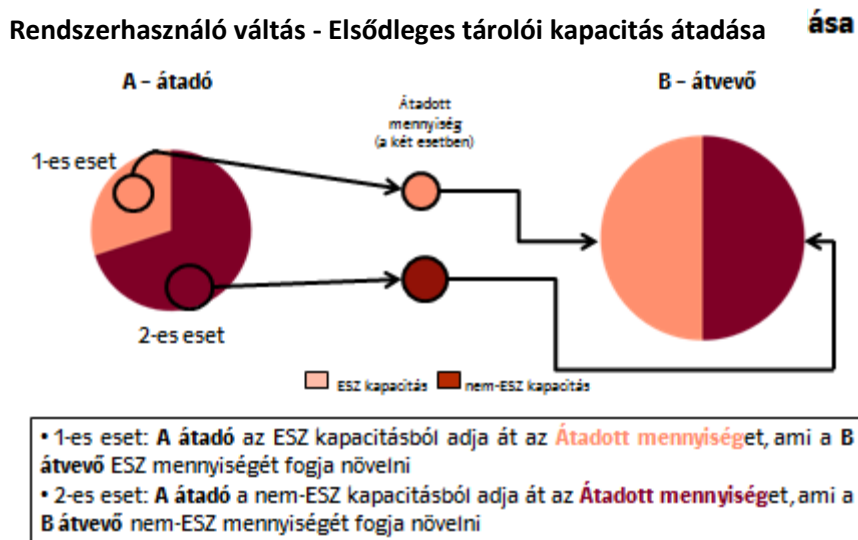 Rendszerhasználó váltás - Elsődleges tárolói kapacitás átadása
ása
A – átadó
B – átvevő
Átadott
mennyiség
(a két esetben)
1-es eset
2-es eset
ESZ kapacitás
nem-ESZ kapacitás
• 1-es eset: A átadó az ESZ kapacitásból adja át az Átadott mennyiséget, ami a B
átvevő ESZ mennyiségét fogja növelni
• 2-es eset: A átadó a nem-ESZ kapacitásból adja át az Átadott mennyiséget, ami a
B átvevő nem-ESZ mennyiségét fogja növelni